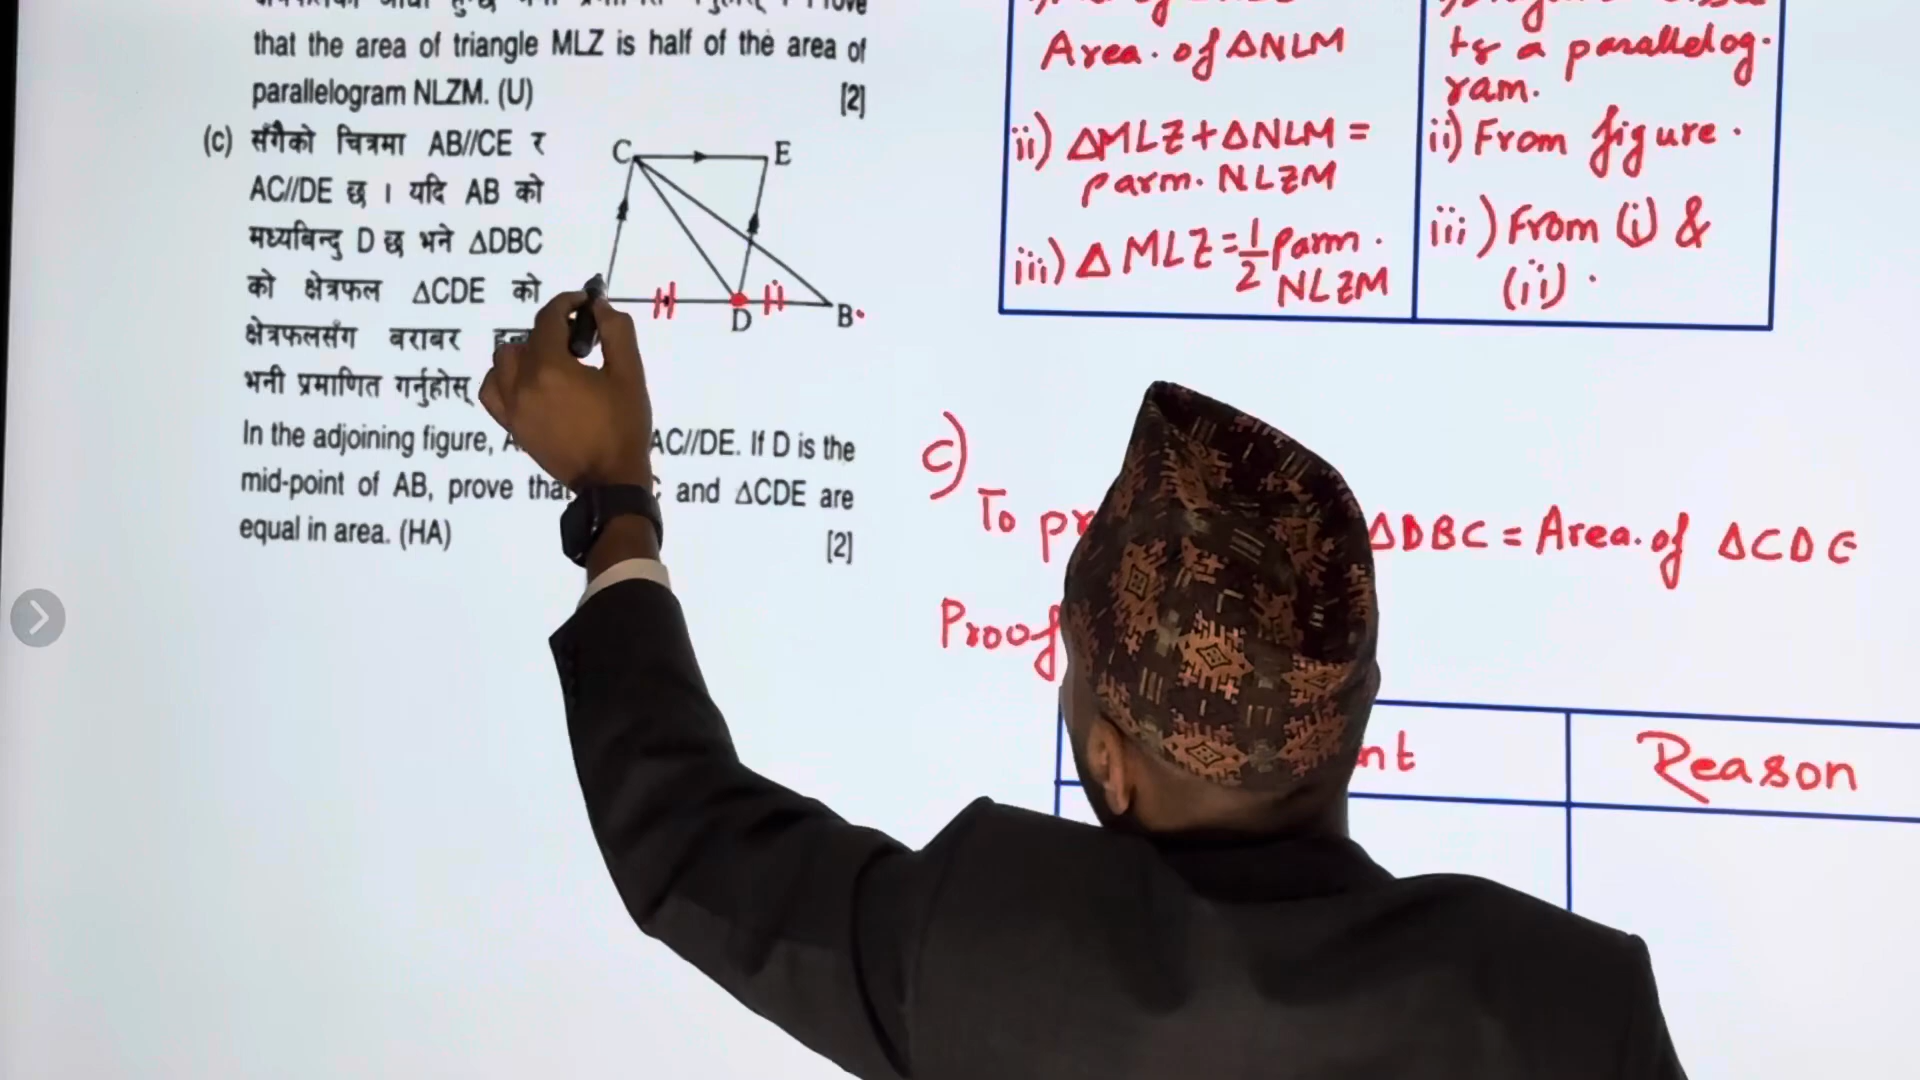 that the area of triangle MLZ is half of the area of
parallelogram NLZM. (U) [2]
(c) सँगैको चित्रमा AB//CE र
AC//DE छ । यदि AB को
मध्यबिन्दु D छ भने ΔDBC
को क्षेत्रफल ΔCDE को
क्षेत्रफलसँग बराबर
भनी प्रमाणित गर्नुहोस्
C E
D B
In the adjoining figure, AC//DE. If D is the
mid-point of AB, prove that and ΔCDE are
equal in area. (HA) [2]
Area. of ΔNLM
ii) ΔMLZ+ΔNLM =
parm. NLZM
iii) Δ MLZ = 1/2 Parm.
NLZM
ts a parallelog-
ram.
ii) From figure.
iii) From (i) &
(ii).
c)
To ΔDBC = Area. of ΔCDE
Proof
Reason